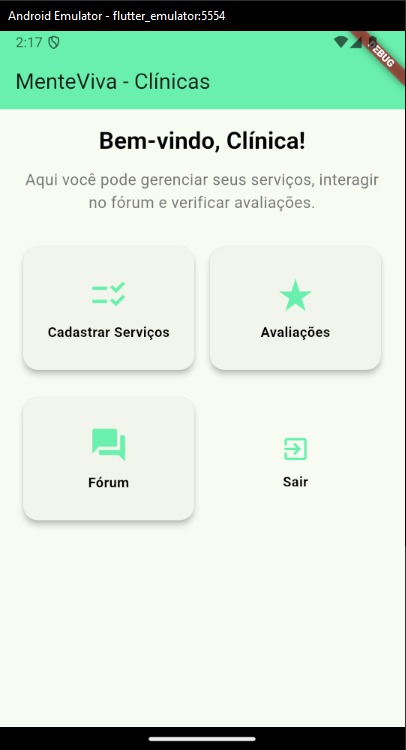 Android Emulator - flutter_emulator:5554
2:17
DEBUG
MenteViva - Clínicas
Bem-vindo, Clínica!
Aqui você pode gerenciar seus serviços, interagir
no fórum e verificar avaliações.
Cadastrar Serviços
Avaliações
Fórum
Sair